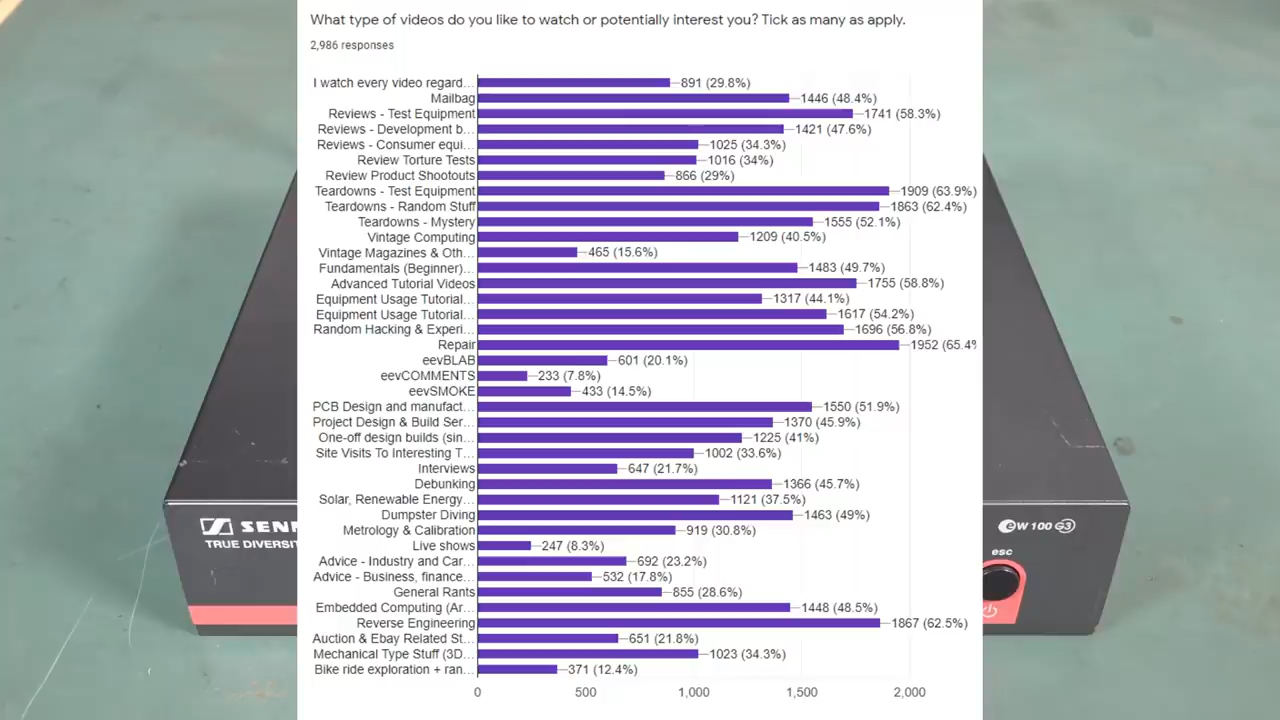 What type of videos do you like to watch or potentially interest you? Tick as many as apply.
2,986 responses
I watch every video regard... 891 (29.8%)
Mailbag 1446 (48.4%)
Reviews - Test Equipment 1741 (58.3%)
Reviews - Development b... 1421 (47.6%)
Reviews - Consumer equi... 1025 (34.3%)
Review Torture Tests 1016 (34%)
Review Product Shootouts 866 (29%)
Teardowns - Test Equipment 1909 (63.9%)
Teardowns - Random Stuff 1863 (62.4%)
Teardowns - Mystery 1555 (52.1%)
Vintage Computing 1209 (40.5%)
Vintage Magazines & Oth... 465 (15.6%)
Fundamentals (Beginner)... 1483 (49.7%)
Advanced Tutorial Videos 1755 (58.8%)
Equipment Usage Tutorial... 1317 (44.1%)
Equipment Usage Tutorial... 1617 (54.2%)
Random Hacking & Experi... 1696 (56.8%)
Repair 1952 (65.4%
eevBLAB 601 (20.1%)
eevCOMMENTS 233 (7.8%)
eevSMOKE 433 (14.5%)
PCB Design and manufact... 1550 (51.9%)
Project Design & Build Ser... 1370 (45.9%)
One-off design builds (sin... 1225 (41%)
Site Visits To Interesting T... 1002 (33.6%)
Interviews 647 (21.7%)
Debunking 1366 (45.7%)
Solar, Renewable Energy... 1121 (37.5%)
Dumpster Diving 1463 (49%)
Metrology & Calibration 919 (30.8%)
Live shows 247 (8.3%)
Advice - Industry and Car... 692 (23.2%)
Advice - Business, finance... 532 (17.8%)
General Rants 855 (28.6%)
Embedded Computing (Ar... 1448 (48.5%)
Reverse Engineering 1867 (62.5%)
Auction & Ebay Related St... 651 (21.8%)
Mechanical Type Stuff (3D... 1023 (34.3%)
Bike ride exploration + ran... 371 (12.4%)
0 500 1,000 1,500 2,000
SENN
TRUE DIVERSIT
ew 100 G3
esc